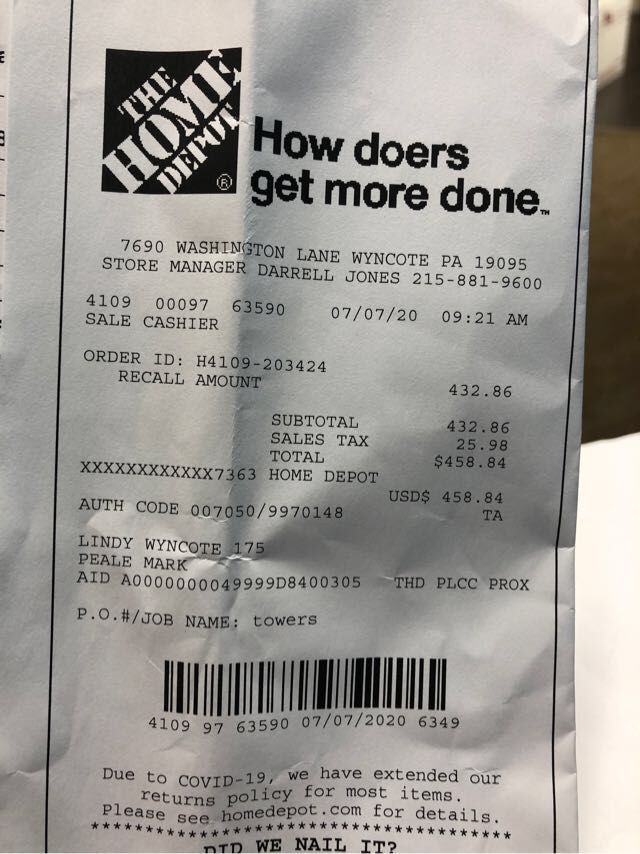 THE
HOME
DEPOT
®
How doers
get more done.™
7690 WASHINGTON LANE WYNCOTE PA 19095
STORE MANAGER DARRELL JONES 215-881-9600
4109 00097 63590 07/07/20 09:21 AM
SALE CASHIER
ORDER ID: H4109-203424
RECALL AMOUNT 432.86
SUBTOTAL 432.86
SALES TAX 25.98
TOTAL $458.84
XXXXXXXXXXXX7363 HOME DEPOT
USD$ 458.84
AUTH CODE 007050/9970148 TA
LINDY WYNCOTE 175
PEALE MARK
AID A0000000049999D8400305 THD PLCC PROX
P.O.#/JOB NAME: towers
4109 97 63590 07/07/2020 6349
Due to COVID-19, we have extended our
returns policy for most items.
Please see homedepot.com for details.
***************************************
DID WE NAIL IT?